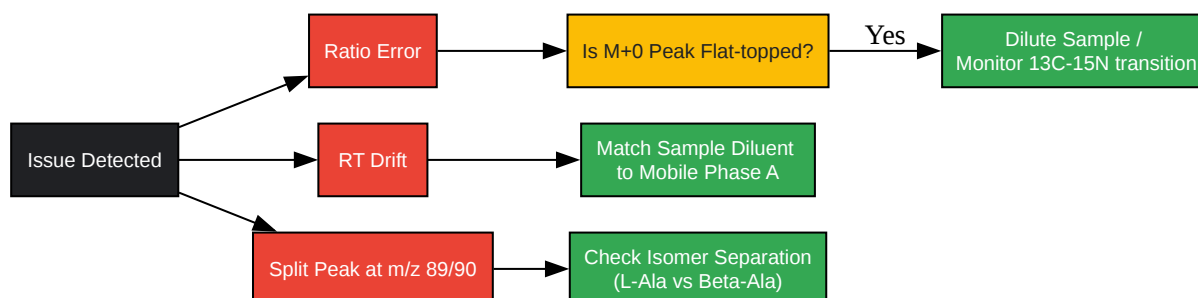 Ratio Error
Is M+0 Peak Flat-topped?
Yes
Dilute Sample /
Monitor 13C-15N transition
Issue Detected
RT Drift
Match Sample Diluent
to Mobile Phase A
Split Peak at m/z 89/90
Check Isomer Separation
(L-Ala vs Beta-Ala)